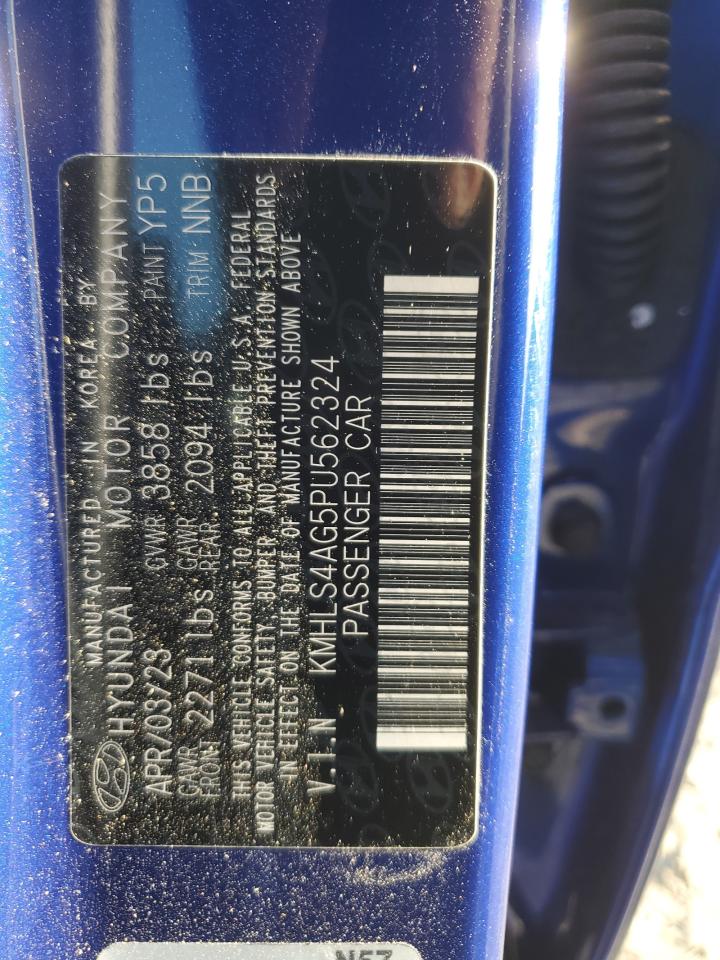 MANUFACTURED IN KOREA BY
HYUNDAI MOTOR COMPANY
APR/03/23 GVWR 3858 lbs PAINT YP5
GAWR FRONT 2271 lbs GAWR REAR 2094 lbs TRIM NNB
THIS VEHICLE CONFORMS TO ALL APPLICABLE U.S.A. FEDERAL
MOTOR VEHICLE SAFETY, BUMPER AND THEFT PREVENTION STANDARDS
IN EFFECT ON THE DATE OF MANUFACTURE SHOWN ABOVE
V.I.N KMHLS4AG5PU562324
PASSENGER CAR